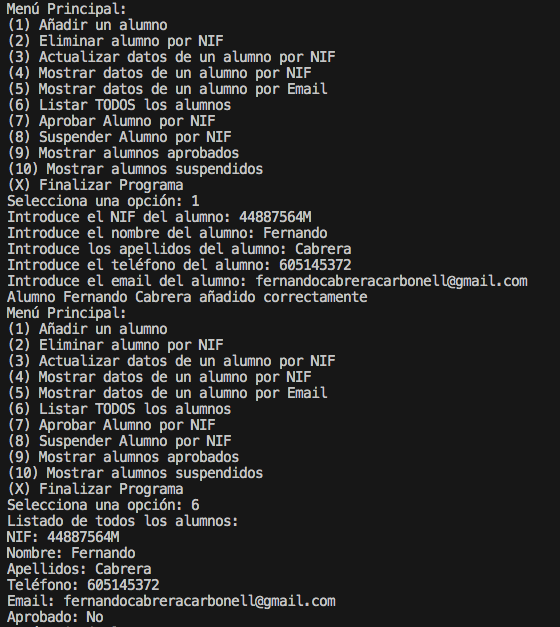 Menú Principal:
(1) Añadir un alumno
(2) Eliminar alumno por NIF
(3) Actualizar datos de un alumno por NIF
(4) Mostrar datos de un alumno por NIF
(5) Mostrar datos de un alumno por Email
(6) Listar TODOS los alumnos
(7) Aprobar Alumno por NIF
(8) Suspender Alumno por NIF
(9) Mostrar alumnos aprobados
(10) Mostrar alumnos suspendidos
(X) Finalizar Programa
Selecciona una opción: 1
Introduce el NIF del alumno: 44887564M
Introduce el nombre del alumno: Fernando
Introduce los apellidos del alumno: Cabrera
Introduce el teléfono del alumno: 605145372
Introduce el email del alumno: fernandocabreracarbonell@gmail.com
Alumno Fernando Cabrera añadido correctamente
Menú Principal:
(1) Añadir un alumno
(2) Eliminar alumno por NIF
(3) Actualizar datos de un alumno por NIF
(4) Mostrar datos de un alumno por NIF
(5) Mostrar datos de un alumno por Email
(6) Listar TODOS los alumnos
(7) Aprobar Alumno por NIF
(8) Suspender Alumno por NIF
(9) Mostrar alumnos aprobados
(10) Mostrar alumnos suspendidos
(X) Finalizar Programa
Selecciona una opción: 6
Listado de todos los alumnos:
NIF: 44887564M
Nombre: Fernando
Apellidos: Cabrera
Teléfono: 605145372
Email: fernandocabreracarbonell@gmail.com
Aprobado: No